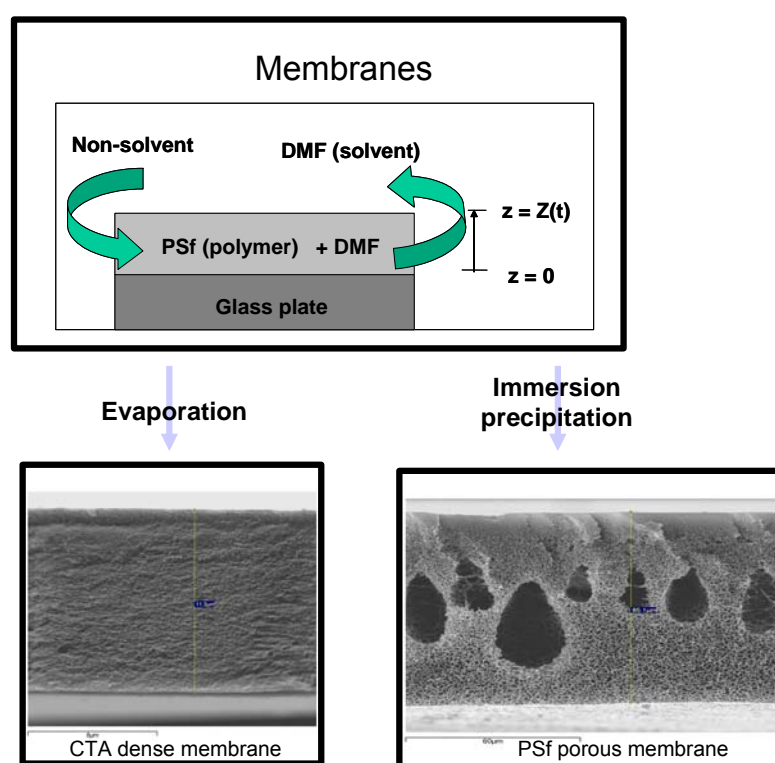 Membranes
Non-solvent
DMF (solvent)
z = Z(t)
PSf (polymer) + DMF
z = 0
Glass plate
Evaporation
Immersion
precipitation
CTA dense membrane
60µm
PSf porous membrane